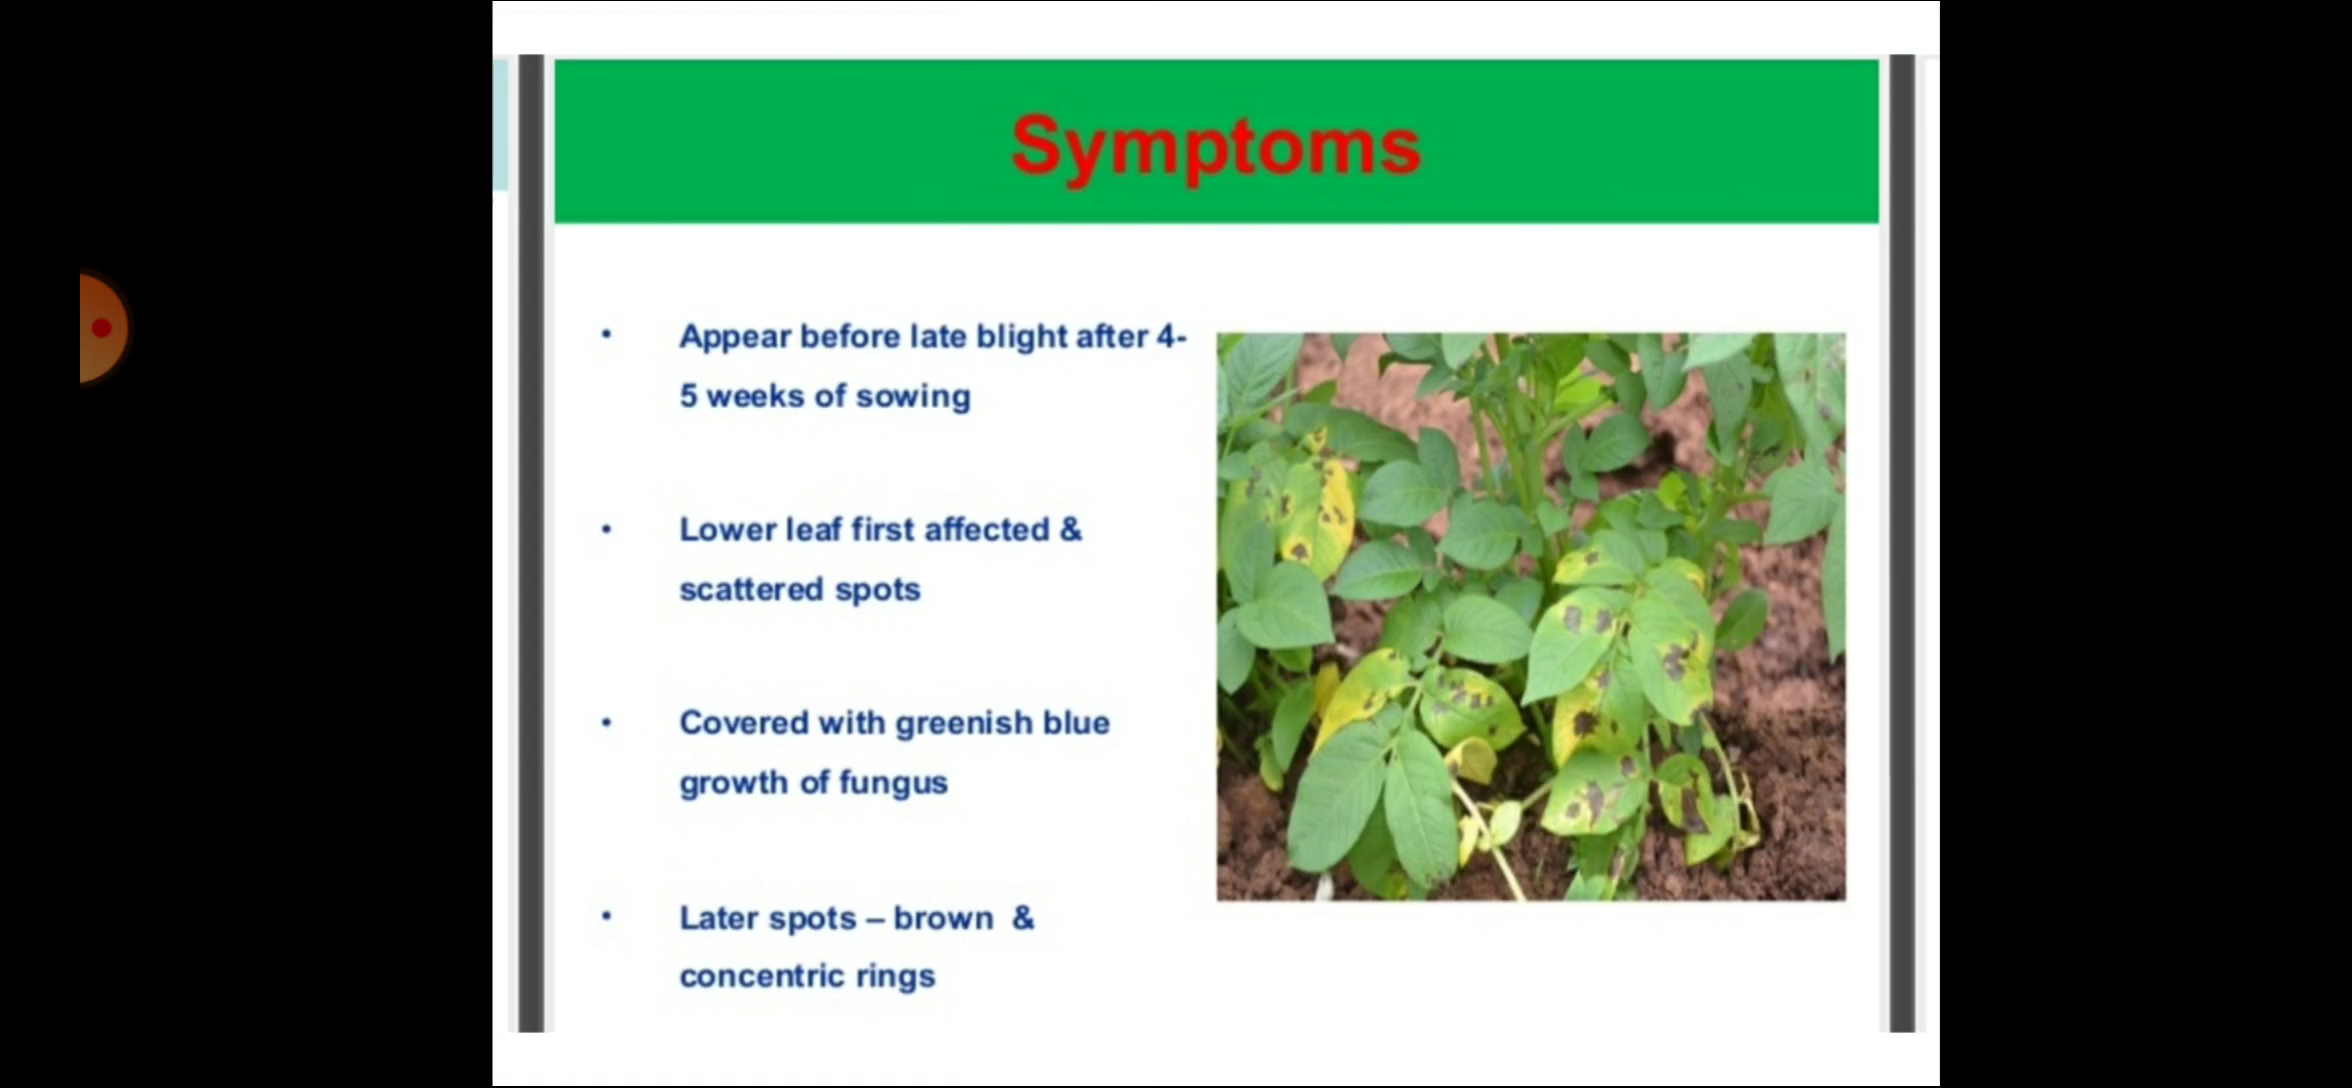 Symptoms
• Appear before late blight after 4-
5 weeks of sowing
• Lower leaf first affected &
scattered spots
• Covered with greenish blue
growth of fungus
• Later spots – brown &
concentric rings